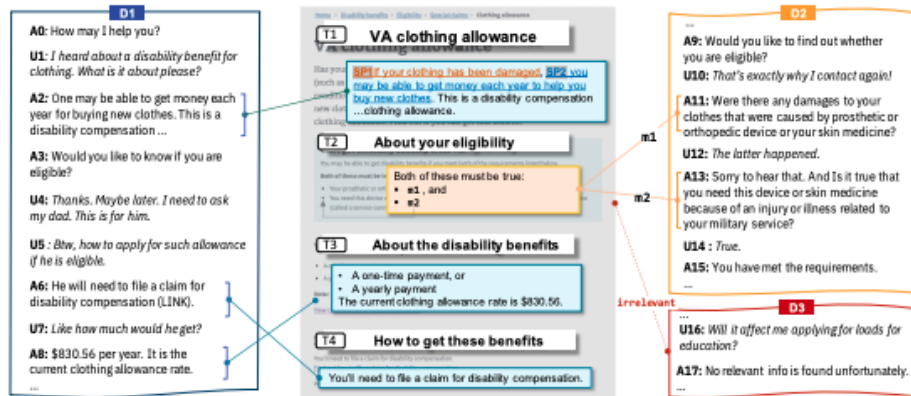 D1
A0: How may I help you?
U1: I heard about a disability benefit for
clothing. What is it about please?
A2: One may be able to get money each
year for buying new clothes. This is a
disability compensation ...
A3: Would you like to know if you are
eligible?
U4: Thanks. Maybe later. I need to ask
my dad. This is for him.
U5 : Btw, how to apply for such allowance
if he is eligible.
A6: He will need to file a claim for
disability compensation (LINK).
U7: Like how much would he get?
A8: $830.56 per year. It is the
current clothing allowance rate.
...
Home Disability benefits Eligibility Special claims Clothing allowance
T1 VA clothing allowance
SP1 if your clothing has been damaged, SP2 you
may be able to get money each year to help you
buy new clothes. This is a disability compensation
...clothing allowance.
T2 About your eligibility
Both of these must be true:
• m1 , and
• m2
T3 About the disability benefits
• A one-time payment, or
• A yearly payment
The current clothing allowance rate is $830.56.
T4 How to get these benefits
You'll need to file a claim for disability compensation.
m1
m2
irrelevant
D2
...
A9: Would you like to find out whether
you are eligible?
U10: That's exactly why I contact again!
A11: Were there any damages to your
clothes that were caused by prosthetic or
orthopedic device or your skin medicine?
U12: The latter happened.
A13: Sorry to hear that. And Is it true that
you need this device or skin medicine
because of an injury or illness related to
your military service?
U14 : True.
A15: You have met the requirements.
...
D3
...
U16: Will it affect me applying for loads for
education?
A17: No relevant info is found unfortunately.
...